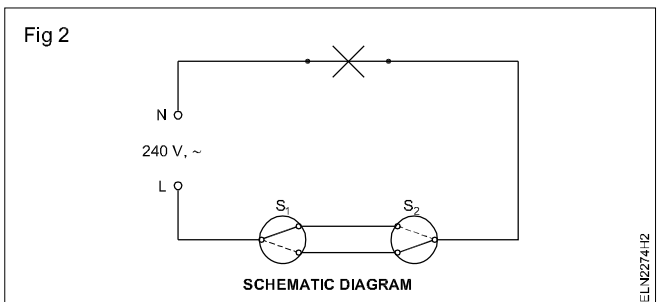 Fig 2
N
240 V, ~
L
S₁ S₂
SCHEMATIC DIAGRAM
ELN2274H2